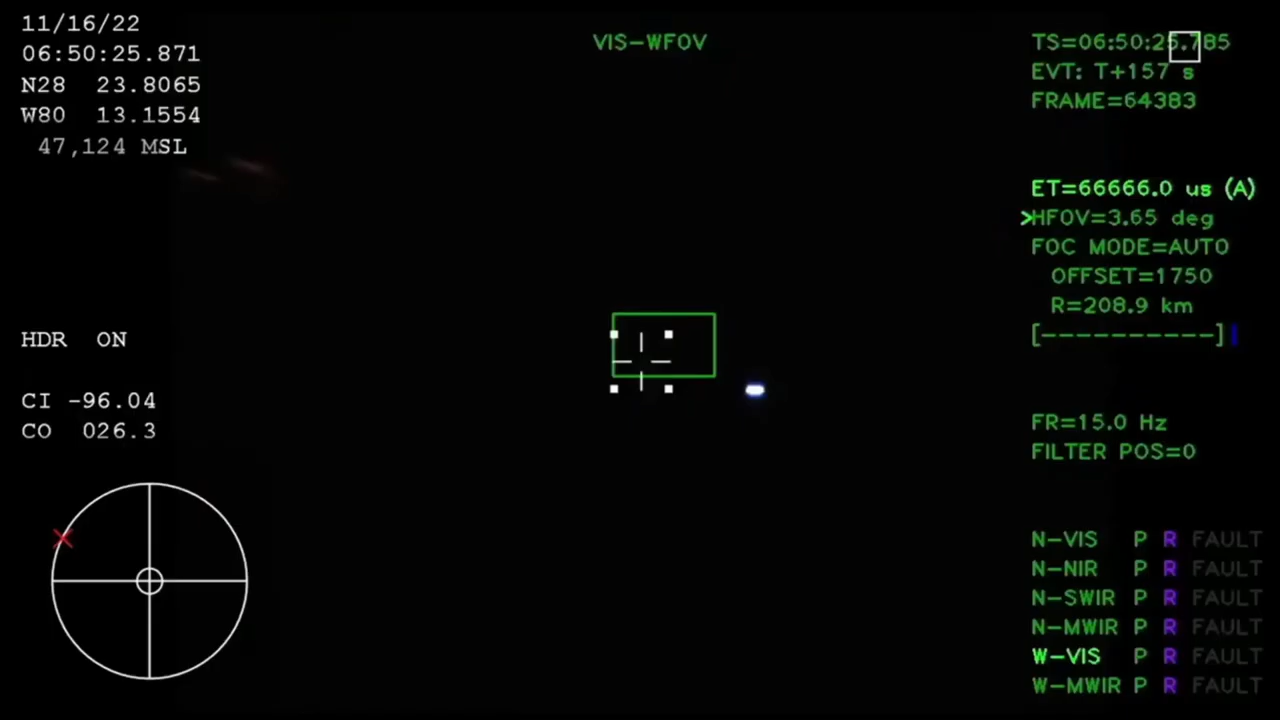 11/16/22
06:50:25.871
N28 23.8065
W80 13.1554
47,124 MSL
HDR ON
CI -96.04
CO 026.3
VIS-WFOV
TS=06:50:25.785
EVT: T+157 s
FRAME=64383
ET=66666.0 us (A)
>HFOV=3.65 deg
FOC MODE=AUTO
OFFSET=1750
R=208.9 km
[----------]
FR=15.0 Hz
FILTER POS=0
N-VIS P R FAULT
N-NIR P R FAULT
N-SWIR P R FAULT
N-MWIR P R FAULT
W-VIS P R FAULT
W-MWIR P R FAULT